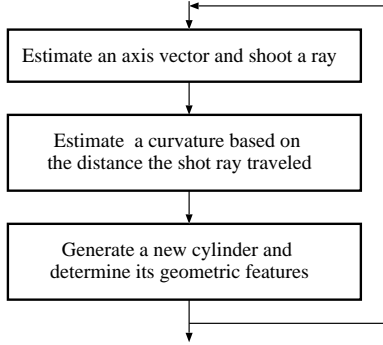 Estimate an axis vector and shoot a ray
Estimate a curvature based on
the distance the shot ray traveled
Generate a new cylinder and
determine its geometric features